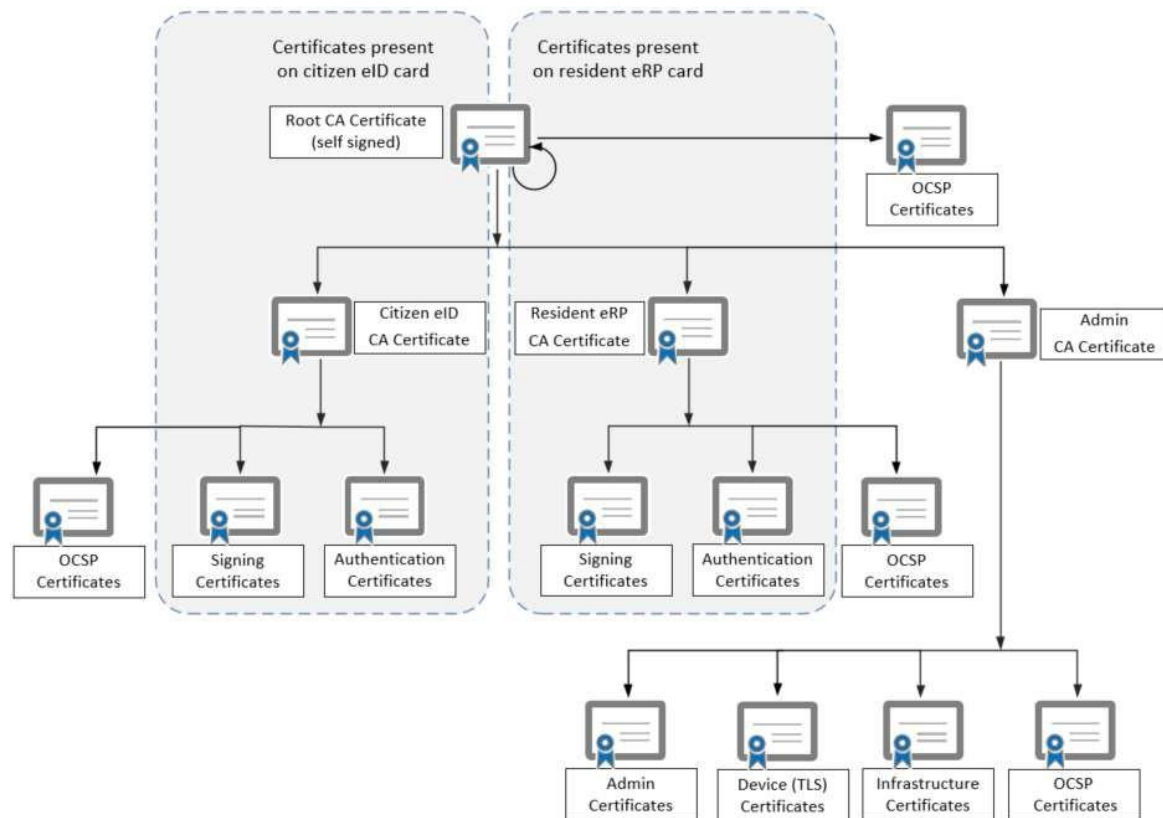 Certificates present
on citizen eID card
Certificates present
on resident eRP card
Root CA Certificate
(self signed)
OCSP
Certificates
Citizen eID
CA Certificate
Resident eRP
CA Certificate
Admin
CA Certificate
OCSP
Certificates
Signing
Certificates
Authentication
Certificates
Signing
Certificates
Authentication
Certificates
OCSP
Certificates
Admin
Certificates
Device (TLS)
Certificates
Infrastructure
Certificates
OCSP
Certificates